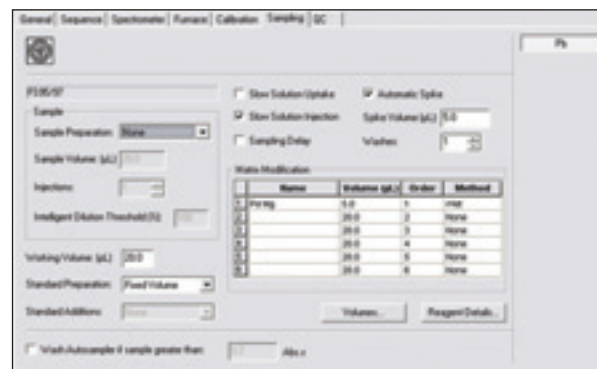 General Sequence Spectrometer Furnace Calibration Sampling QC
Pb
Slow Solution Uptake
Automatic Spike
Sample
Slow Solution Injection
Spike Volume (µL) 5.0
Sample Preparation: None
Sampling Delay
Washes: 1
Sample Volume (µL)
Matrix Modification
Injections:
Name Volume (µL) Order Method
1 5.0 1 Wet
Intelligent Dilution Threshold (%)
2 20.0 2 None
3 20.0 3 None
4 20.0 4 None
Working Volume (µL) 20.0
5 20.0 5 None
6 20.0 6 None
Standard Preparation: Fixed Volume
Standard Additions: None
Volumes... Reagent Details...
Wash Autosampler if sample greater than: Abs.s